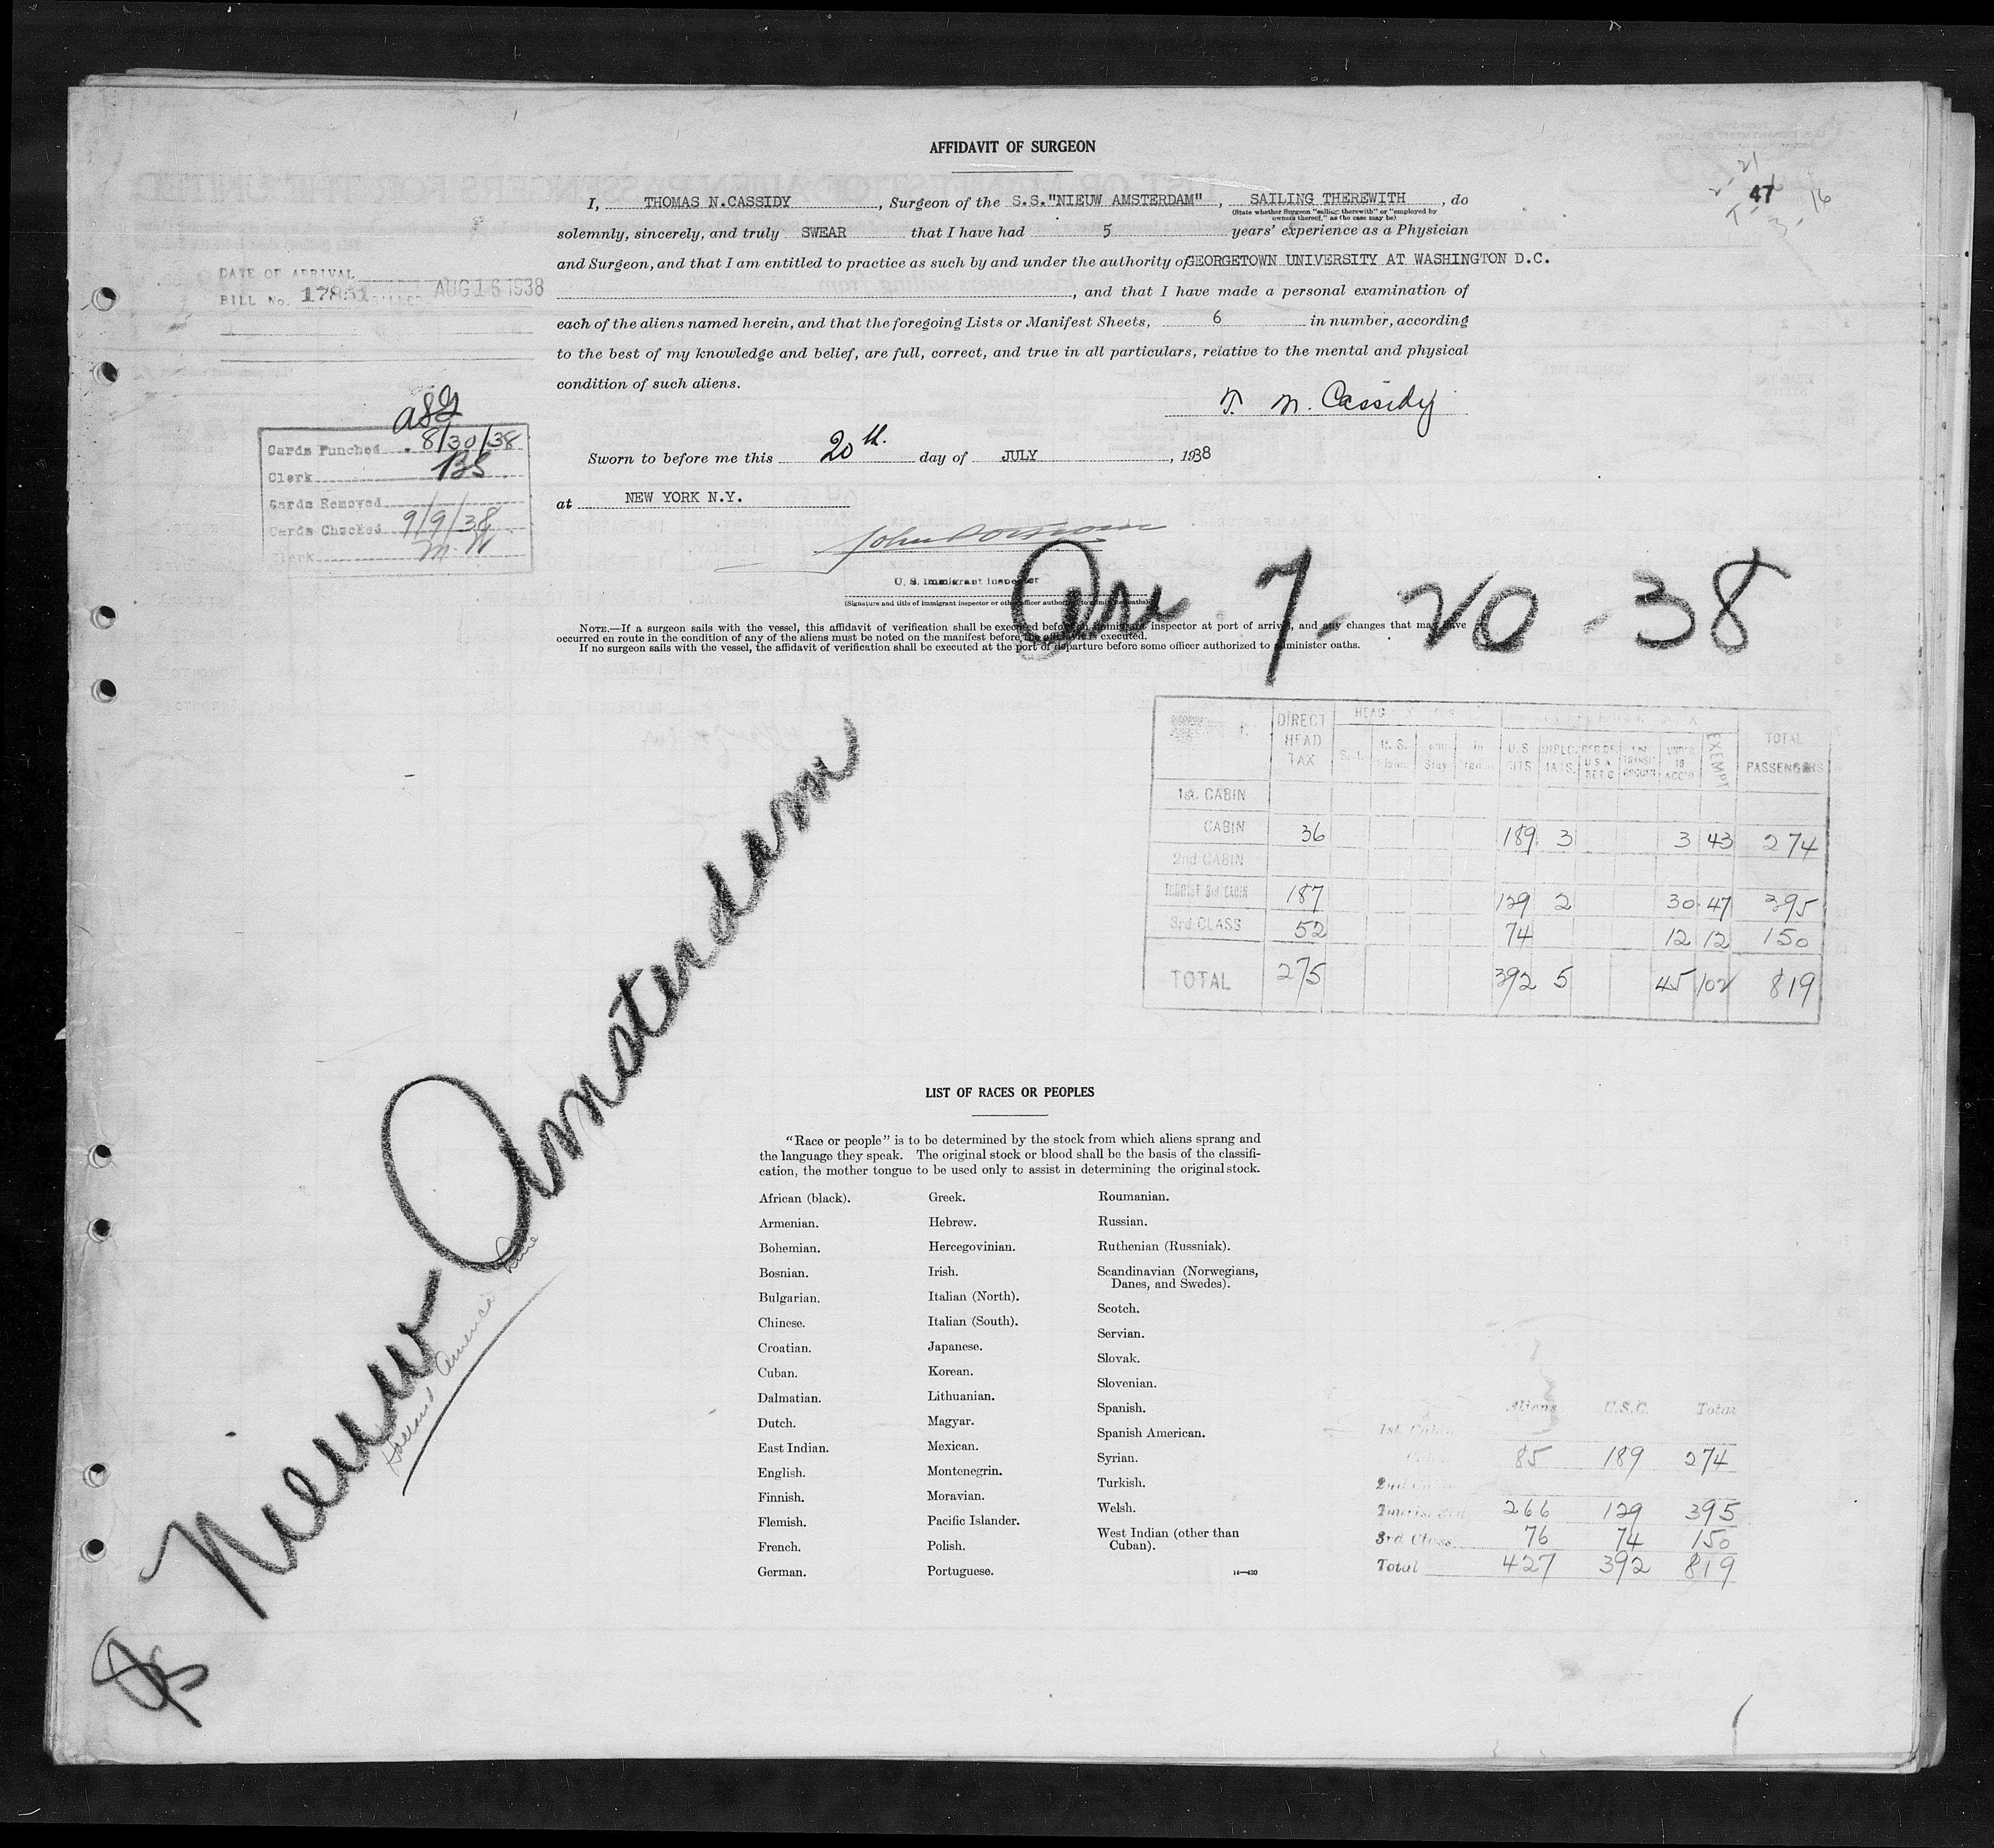 AFFIDAVIT OF SURGEON
47
16
I, THOMAS N.CASSIDY, Surgeon of the S.S."NIEUW AMSTERDAM", SAILING THEREWITH, do
(State whether Surgeon "sailing therewith" or "employed by
owners thereof," as the case may be)
solemnly, sincerely, and truly SWEAR that I have had 5 years' experience as a Physician
and Surgeon, and that I am entitled to practice as such by and under the authority of GEORGETOWN UNIVERSITY AT WASHINGTON D.C.
, and that I have made a personal examination of
each of the aliens named herein, and that the foregoing Lists or Manifest Sheets, 6 in number, according
to the best of my knowledge and belief, are full, correct, and true in all particulars, relative to the mental and physical
condition of such aliens.
T. N. Cassidy
Sworn to before me this 20th. day of JULY, 1938
at NEW YORK N.Y.
John
U. S. Immigrant Inspector
(Signature and title of immigrant inspector or other officer authorized to administer oaths)
NOTE.—If a surgeon sails with the vessel, this affidavit of verification shall be executed before an immigrant inspector at port of arrival, and any changes that may have
occurred en route in the condition of any of the aliens must be noted on the manifest before the affidavit is executed.
If no surgeon sails with the vessel, the affidavit of verification shall be executed at the port of departure before some officer authorized to administer oaths.
DATE OF ARRIVAL
BILL No. 17851 BILLED AUG 16 1938
Cards Punched 8/30/38
Clerk 135
Cards Removed
Cards Checked 9/9/38
Clerk M. W
Arr 7-20-38
DIRECT HEAD TAX HEAD U.S. CITS DIPLOMATS. UNDER 16 ACC'D EXEMPT TOTAL PASSENGERS
1st. CABIN
CABIN 36 189 3 3 43 274
2nd CABIN
TOURIST 3rd CABIN 187 129 2 30 47 395
3rd CLASS 52 74 12 12 150
TOTAL 275 392 5 45 102 819
Nieuw Amsterdam
Holland America Line
LIST OF RACES OR PEOPLES
"Race or people" is to be determined by the stock from which aliens sprang and
the language they speak. The original stock or blood shall be the basis of the classifi-
cation, the mother tongue to be used only to assist in determining the original stock.
African (black).
Armenian.
Bohemian.
Bosnian.
Bulgarian.
Chinese.
Croatian.
Cuban.
Dalmatian.
Dutch.
East Indian.
English.
Finnish.
Flemish.
French.
German.
Greek.
Hebrew.
Hercegovinian.
Irish.
Italian (North).
Italian (South).
Japanese.
Korean.
Lithuanian.
Magyar.
Mexican.
Montenegrin.
Moravian.
Pacific Islander.
Polish.
Portuguese.
Roumanian.
Russian.
Ruthenian (Russniak).
Scandinavian (Norwegians,
Danes, and Swedes).
Scotch.
Servian.
Slovak.
Slovenian.
Spanish.
Spanish American.
Syrian.
Turkish.
Welsh.
West Indian (other than
Cuban).
14—430
Aliens U.S.C. Total
1st. Cabin
Cabin 85 189 274
2nd Cabin
Tourist 3rd 266 129 395
3rd Class 76 74 150
Total 427 392 819